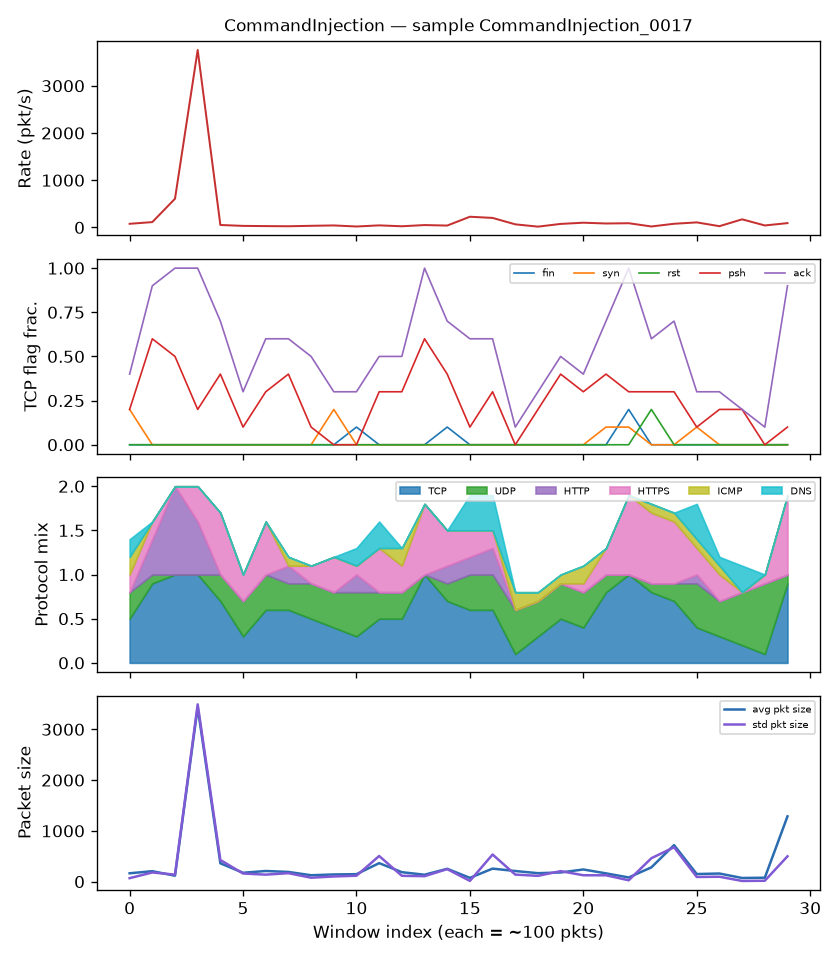 CommandInjection — sample CommandInjection_0017
Rate (pkt/s)
3000
2000
1000
0
TCP flag frac.
1.00
0.75
0.50
0.25
0.00
fin syn rst psh ack
Protocol mix
2.0
1.5
1.0
0.5
0.0
TCP UDP HTTP HTTPS ICMP DNS
Packet size
3000
2000
1000
0
avg pkt size
std pkt size
0 5 10 15 20 25 30
Window index (each = ~100 pkts)